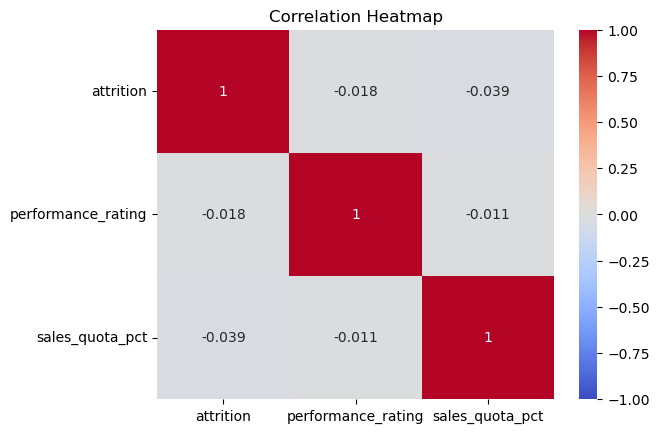 Correlation Heatmap
attrition
1
-0.018
-0.039
performance_rating
-0.018
1
-0.011
sales_quota_pct
-0.039
-0.011
1
attrition
performance_rating
sales_quota_pct
1.00
0.75
0.50
0.25
0.00
-0.25
-0.50
-0.75
-1.00